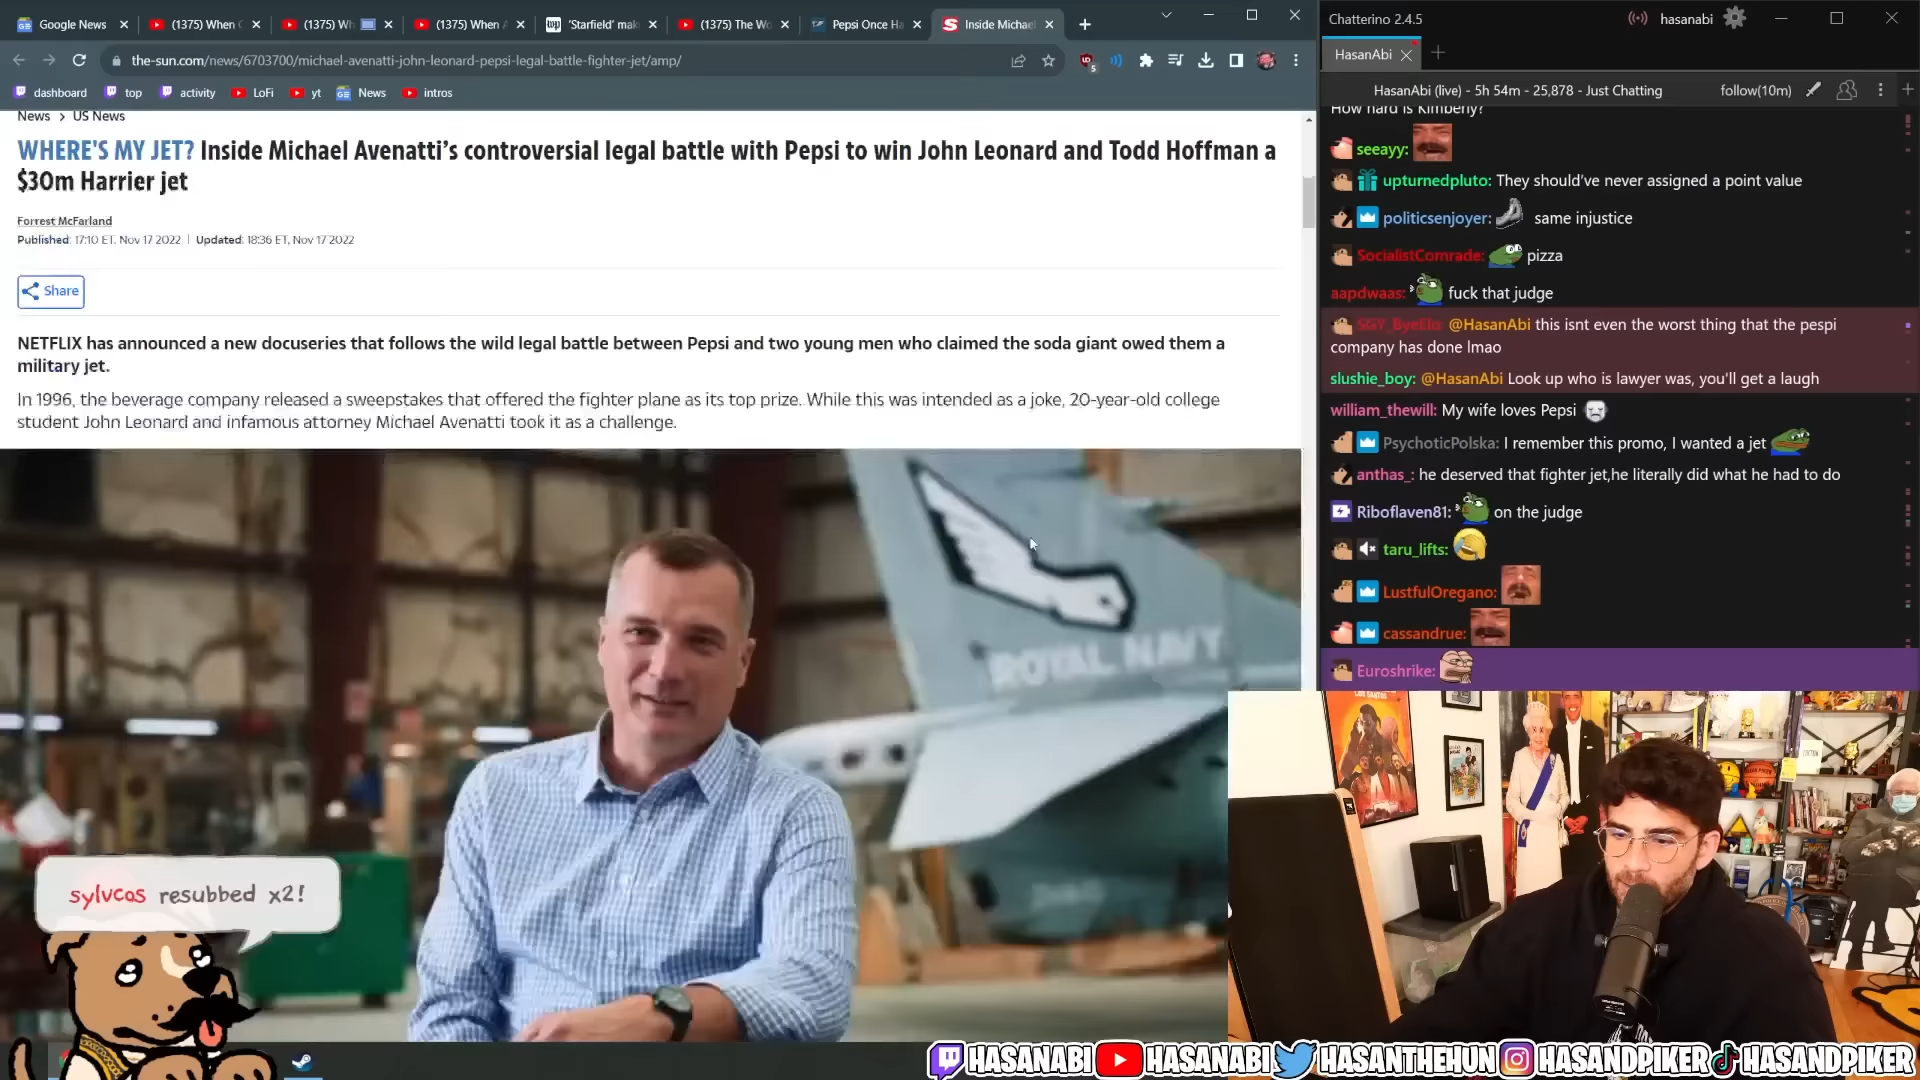 Google News
(1375) When C
(1375) Wh
(1375) When A
'Starfield' mak
(1375) The Wo
Pepsi Once Ha
Inside Michael
the-sun.com/news/6703700/michael-avenatti-john-leonard-pepsi-legal-battle-fighter-jet/amp/
dashboard
top
activity
LoFi
yt
News
intros
News > US News
WHERE'S MY JET? Inside Michael Avenatti's controversial legal battle with Pepsi to win John Leonard and Todd Hoffman a
$30m Harrier jet
Forrest McFarland
Published: 17:10 ET, Nov 17 2022 | Updated: 18:36 ET, Nov 17 2022
Share
NETFLIX has announced a new docuseries that follows the wild legal battle between Pepsi and two young men who claimed the soda giant owed them a
military jet.
In 1996, the beverage company released a sweepstakes that offered the fighter plane as its top prize. While this was intended as a joke, 20-year-old college
student John Leonard and infamous attorney Michael Avenatti took it as a challenge.
ROYAL NAVY
sylvcas resubbed x2!
Chatterino 2.4.5
hasanabi
HasanAbi
HasanAbi (live) - 5h 54m - 25,878 - Just Chatting
follow(10m)
How hard is Kimberly?
seeayy:
upturnedpluto: They should've never assigned a point value
politicsenjoyer: same injustice
SocialistComrade: pizza
aapdwaas: fuck that judge
SGY_ByeElo: @HasanAbi this isnt even the worst thing that the pespi
company has done lmao
slushie_boy: @HasanAbi Look up who is lawyer was, you'll get a laugh
william_thewill: My wife loves Pepsi
PsychoticPolska: I remember this promo, I wanted a jet
anthas_: he deserved that fighter jet,he literally did what he had to do
Riboflaven81: on the judge
taru_lifts:
LustfulOregano:
cassandrue:
Euroshrike:
HASANABI
HASANABI
HASANTHEHUN
HASANDPIKER
HASANDPIKER